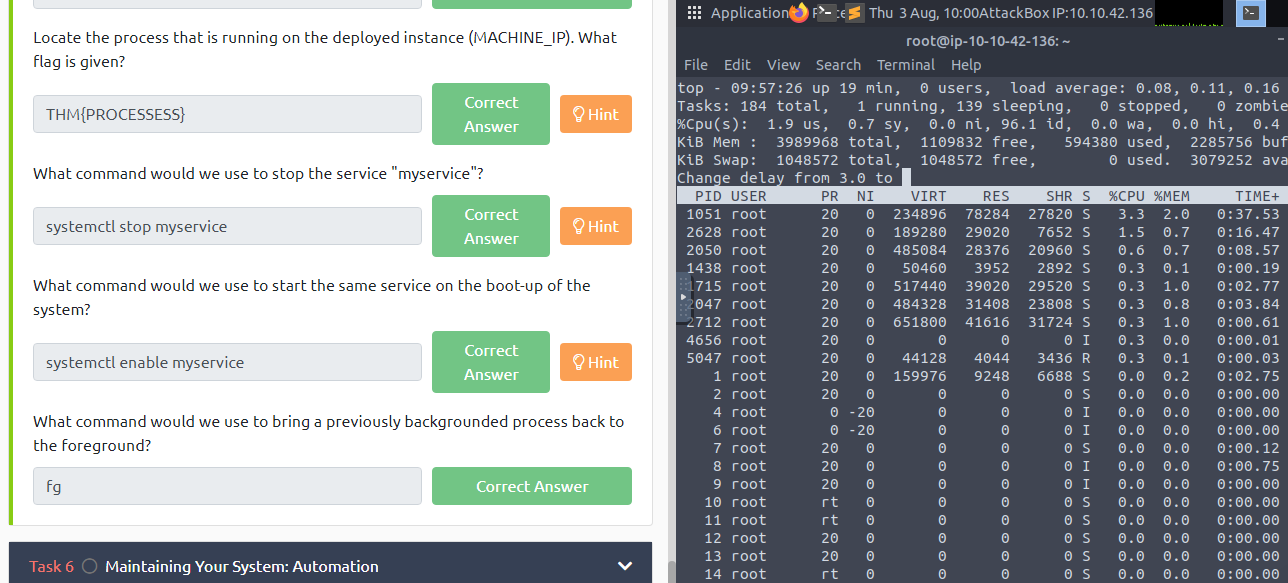 Locate the process that is running on the deployed instance (MACHINE_IP). What
flag is given?
THM{PROCESSESS}
Correct
Answer
Hint
What command would we use to stop the service "myservice"?
systemctl stop myservice
Correct
Answer
Hint
What command would we use to start the same service on the boot-up of the
system?
systemctl enable myservice
Correct
Answer
Hint
What command would we use to bring a previously backgrounded process back to
the foreground?
fg
Correct Answer
Task 6 Maintaining Your System: Automation
Application Thu 3 Aug, 10:00AttackBox IP:10.10.42.136
root@ip-10-10-42-136: ~
File Edit View Search Terminal Help
top - 09:57:26 up 19 min, 0 users, load average: 0.08, 0.11, 0.16
Tasks: 184 total, 1 running, 139 sleeping, 0 stopped, 0 zombie
%Cpu(s): 1.9 us, 0.7 sy, 0.0 ni, 96.1 id, 0.0 wa, 0.0 hi, 0.4
KiB Mem : 3989968 total, 1109832 free, 594380 used, 2285756 buf
KiB Swap: 1048572 total, 1048572 free, 0 used. 3079252 ava
Change delay from 3.0 to
PID USER PR NI VIRT RES SHR S %CPU %MEM TIME+
1051 root 20 0 234896 78284 27820 S 3.3 2.0 0:37.53
2628 root 20 0 189280 29020 7652 S 1.5 0.7 0:16.47
2050 root 20 0 485084 28376 20960 S 0.6 0.7 0:08.57
1438 root 20 0 50460 3952 2892 S 0.3 0.1 0:00.19
1715 root 20 0 517440 39020 29520 S 0.3 1.0 0:02.77
2047 root 20 0 484328 31408 23808 S 0.3 0.8 0:03.84
2712 root 20 0 651800 41616 31724 S 0.3 1.0 0:00.61
4656 root 20 0 0 0 0 I 0.3 0.0 0:00.01
5047 root 20 0 44128 4044 3436 R 0.3 0.1 0:00.03
1 root 20 0 159976 9248 6688 S 0.0 0.2 0:02.75
2 root 20 0 0 0 0 S 0.0 0.0 0:00.00
4 root 0 -20 0 0 0 I 0.0 0.0 0:00.00
6 root 0 -20 0 0 0 I 0.0 0.0 0:00.00
7 root 20 0 0 0 0 S 0.0 0.0 0:00.12
8 root 20 0 0 0 0 I 0.0 0.0 0:00.75
9 root 20 0 0 0 0 I 0.0 0.0 0:00.00
10 root rt 0 0 0 0 S 0.0 0.0 0:00.00
11 root rt 0 0 0 0 S 0.0 0.0 0:00.00
12 root 20 0 0 0 0 S 0.0 0.0 0:00.00
13 root 20 0 0 0 0 S 0.0 0.0 0:00.00
14 root rt 0 0 0 0 S 0.0 0.0 0:00.00